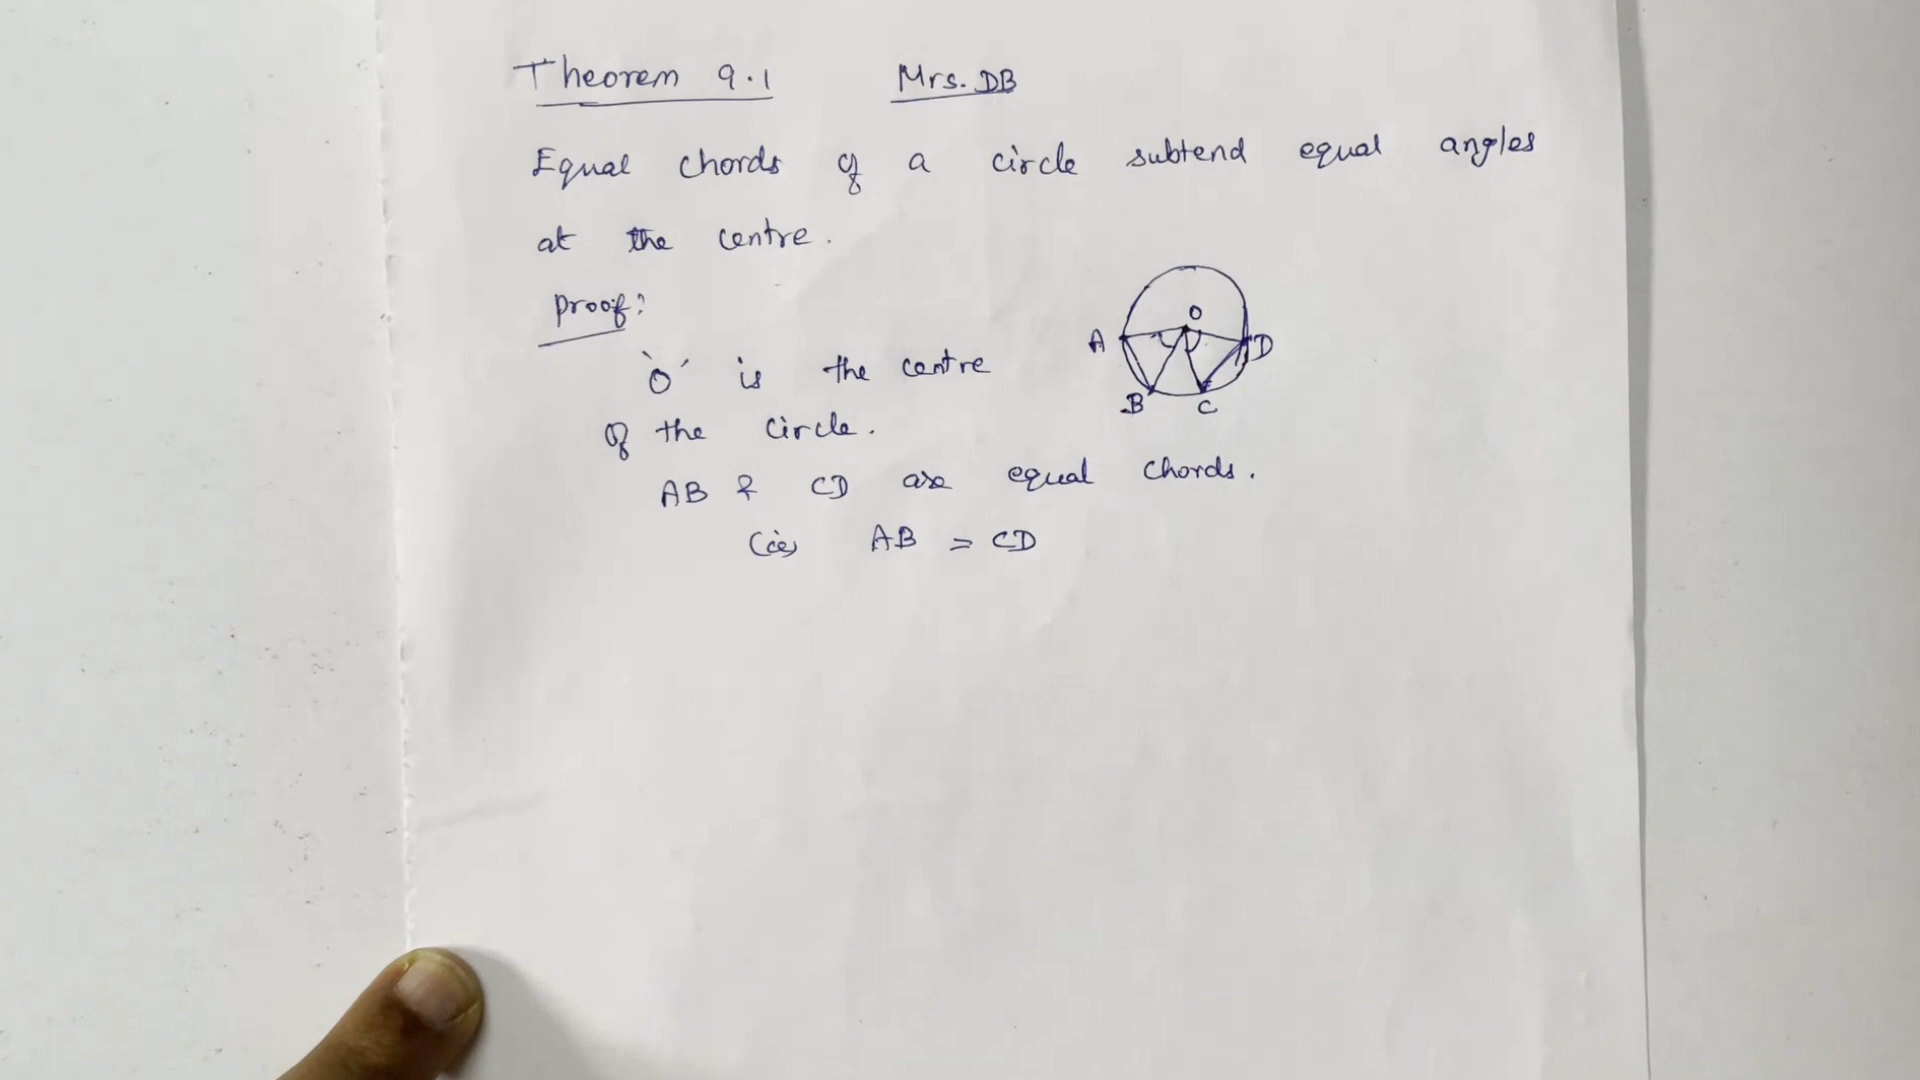 Theorem 9.1 Mrs. DB
Equal chords of a circle subtend equal angles
at the centre.
Proof:
'O' is the centre
of the circle.
AB & CD are equal chords.
(ie) AB = CD
O
A
D
B
C